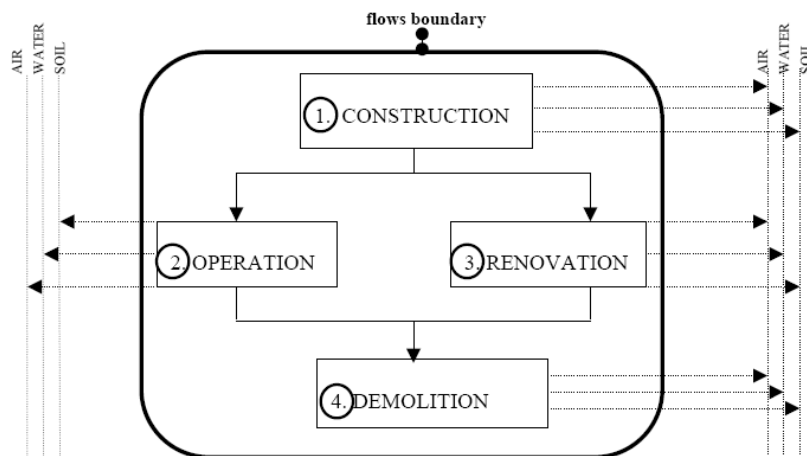 flows boundary
AIR
WATER
SOIL
AIR
WATER
SOIL
1. CONSTRUCTION
2. OPERATION
3. RENOVATION
4. DEMOLITION